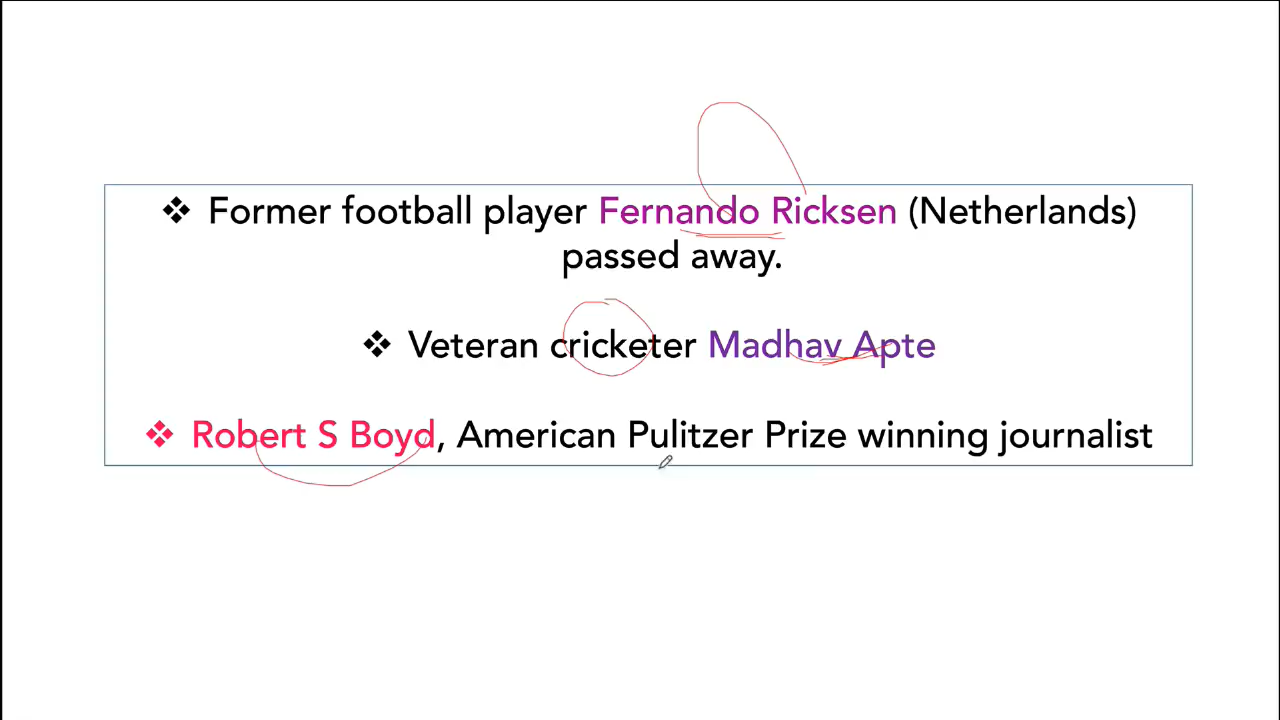 ❖ Former football player Fernando Ricksen (Netherlands)
passed away.
❖ Veteran cricketer Madhav Apte
❖ Robert S Boyd, American Pulitzer Prize winning journalist